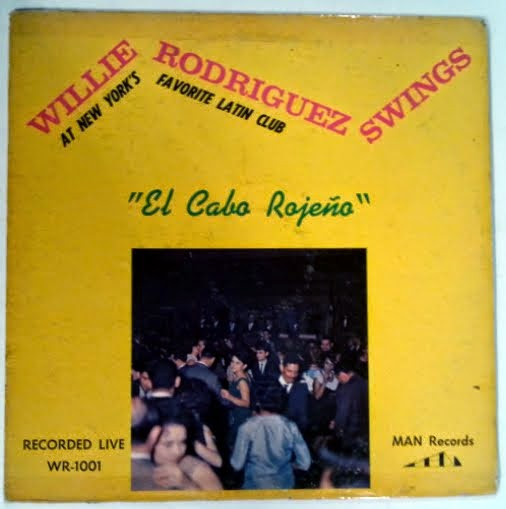 WILLIE RODRIGUEZ SWINGS
AT NEW YORK'S FAVORITE LATIN CLUB
"El Cabo Rojeño"
RECORDED LIVE
WR-1001
MAN Records